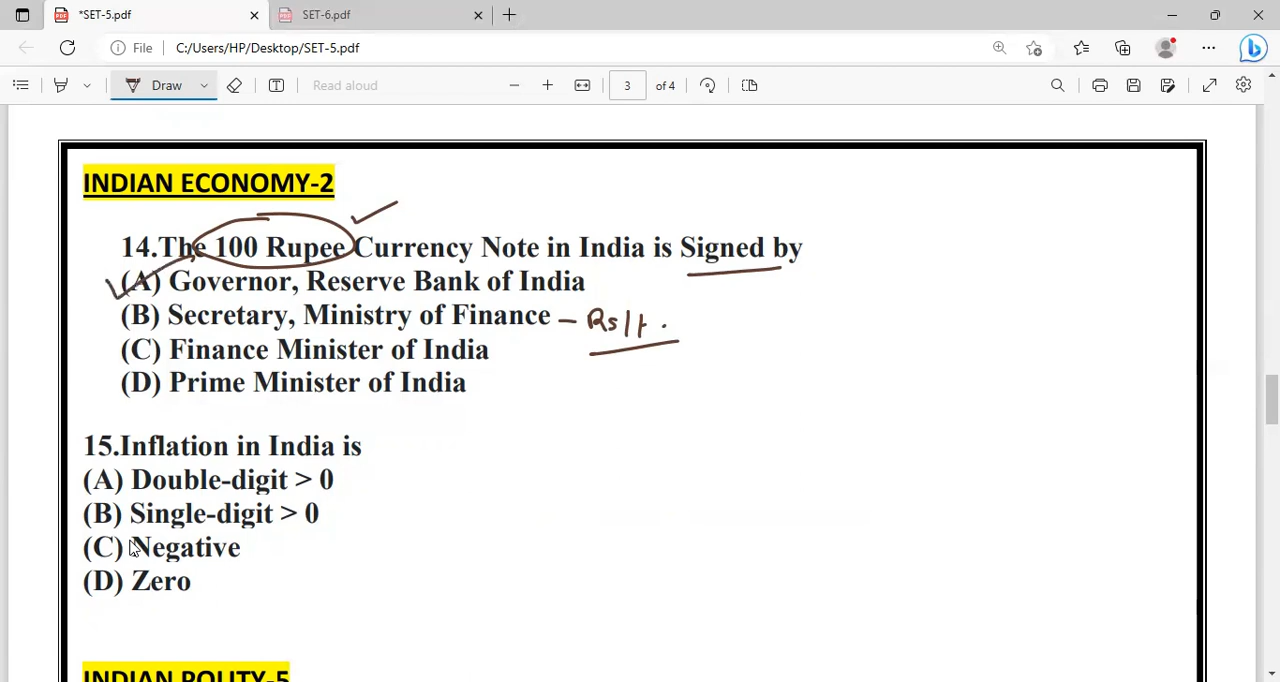 *SET-5.pdf
SET-6.pdf
File
C:/Users/HP/Desktop/SET-5.pdf
Draw
Read aloud
3
of 4
INDIAN ECONOMY-2
14.The 100 Rupee Currency Note in India is Signed by
(A) Governor, Reserve Bank of India
(B) Secretary, Ministry of Finance – Rs1/-.
(C) Finance Minister of India
(D) Prime Minister of India
15.Inflation in India is
(A) Double-digit > 0
(B) Single-digit > 0
(C) Negative
(D) Zero
INDIAN POLITY-5